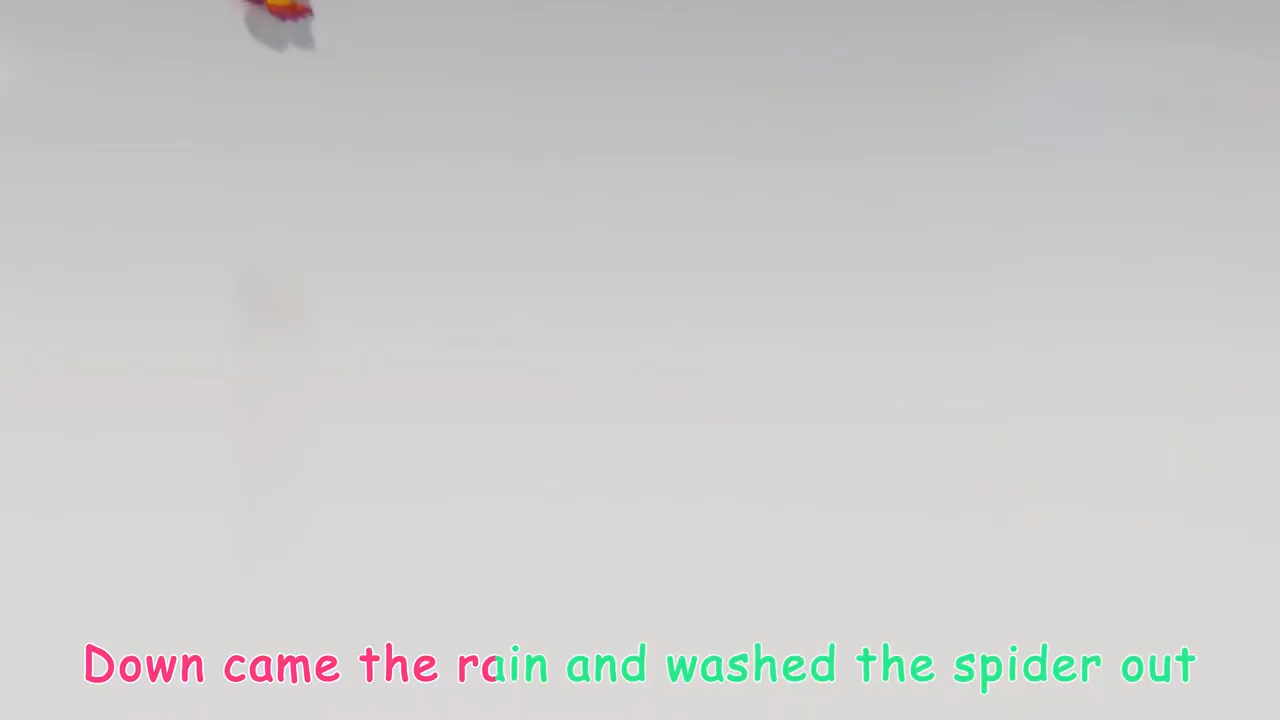 Down came the rain and washed the spider out